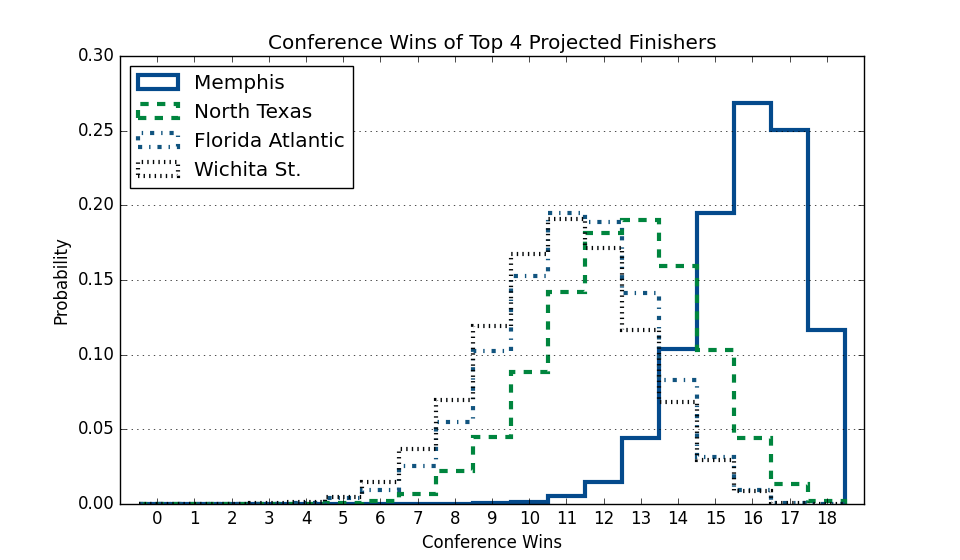 Conference Wins of Top 4 Projected Finishers
0.30
0.25
0.20
0.15
0.10
0.05
0.00
Probability
Memphis
North Texas
Florida Atlantic
Wichita St.
0 1 2 3 4 5 6 7 8 9 10 11 12 13 14 15 16 17 18
Conference Wins